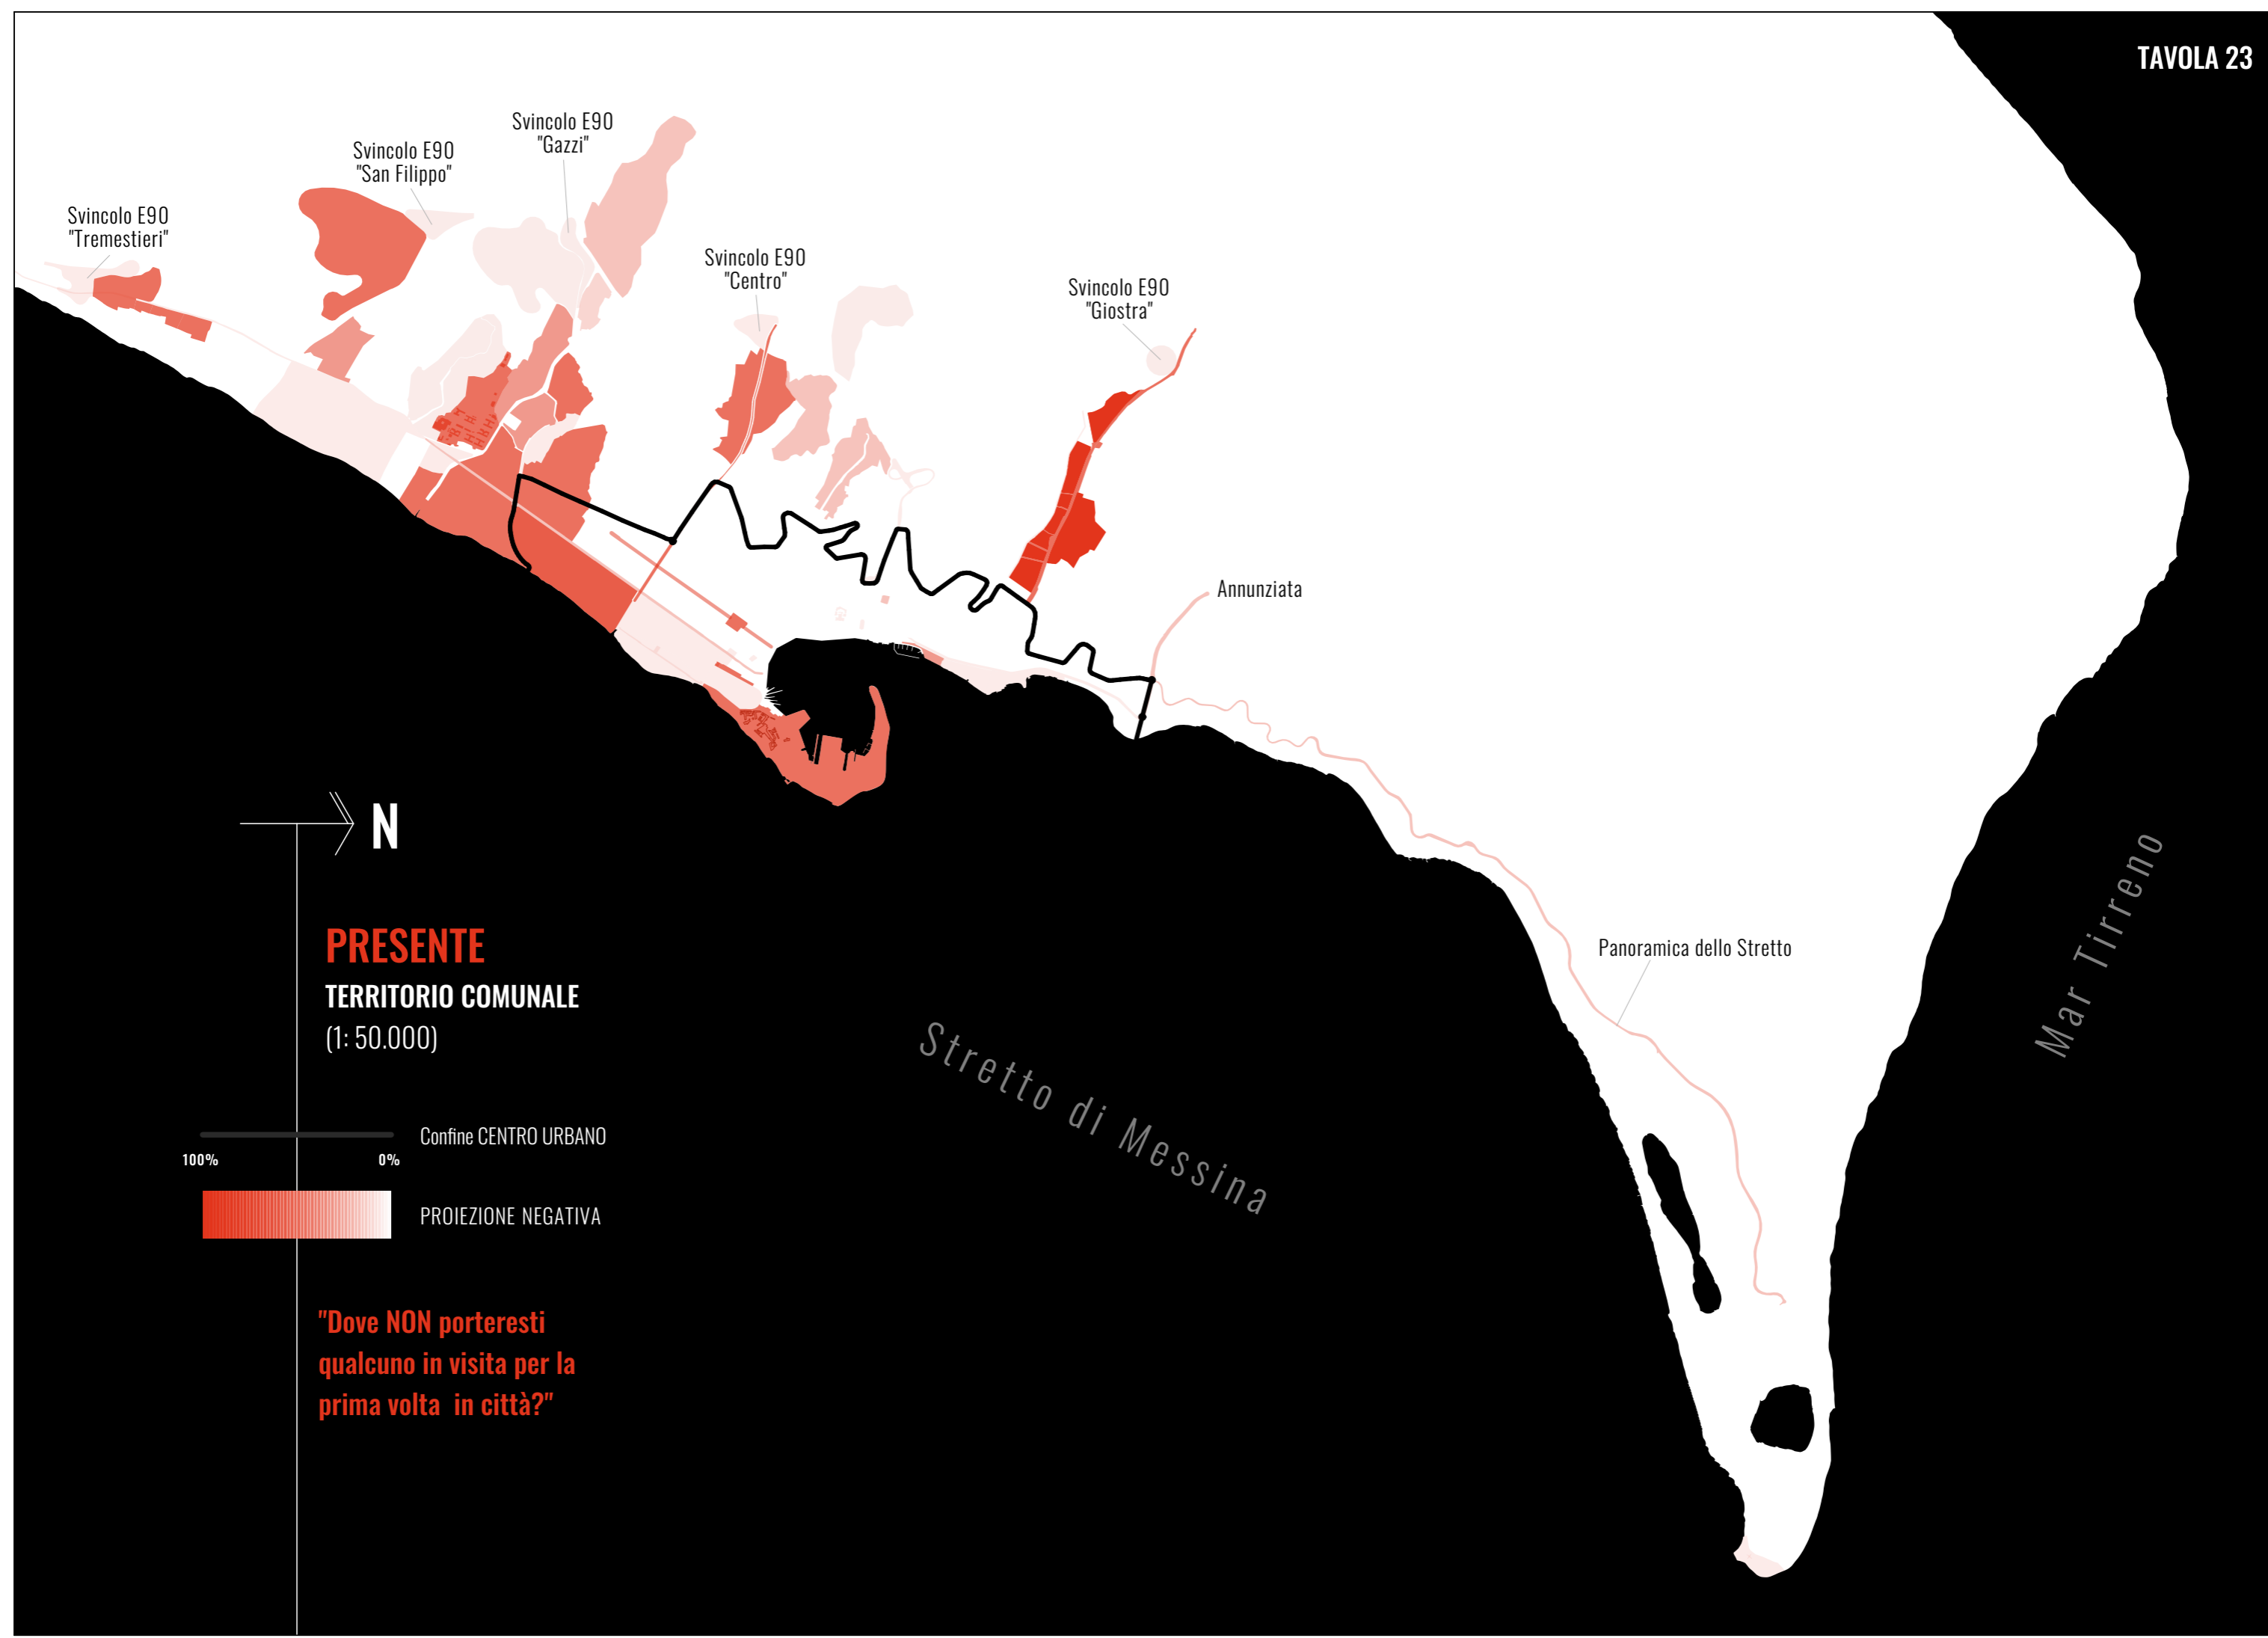 TAVOLA 23
Svincolo E90
"Gazzi"
Svincolo E90
"San Filippo"
Svincolo E90
"Tremestieri"
Svincolo E90
"Centro"
Svincolo E90
"Giostra"
Annunziata
N
PRESENTE
TERRITORIO COMUNALE
(1: 50.000)
Panoramica dello Stretto
Mar Tirreno
Stretto di Messina
Confine CENTRO URBANO
100% 0%
PROIEZIONE NEGATIVA
"Dove NON porteresti
qualcuno in visita per la
prima volta in città?"